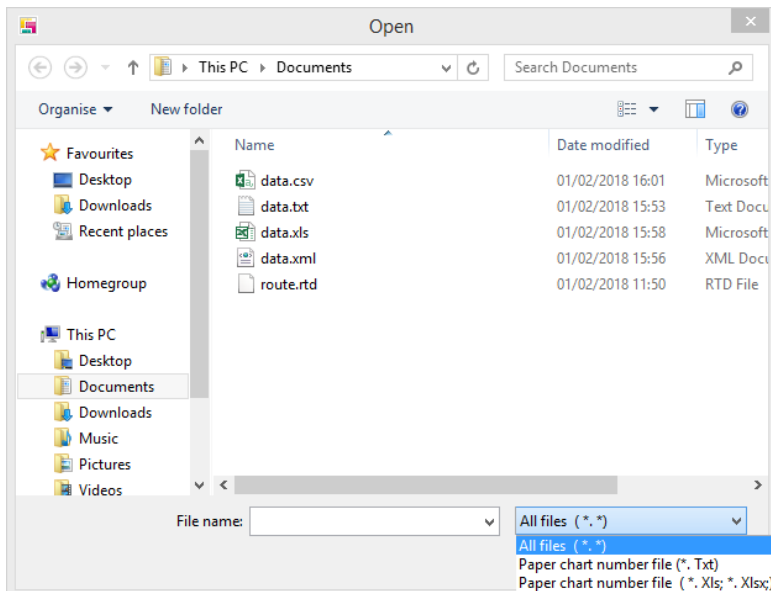 Open
This PC Documents
Search Documents
Organise New folder
Name Date modified Type
Favourites
Desktop
Downloads
Recent places
Homegroup
This PC
Desktop
Documents
Downloads
Music
Pictures
Videos
data.csv 01/02/2018 16:01 Microsoft
data.txt 01/02/2018 15:53 Text Docu
data.xls 01/02/2018 15:58 Microsoft
data.xml 01/02/2018 15:56 XML Docu
route.rtd 01/02/2018 11:50 RTD File
File name: All files ( *. *)
All files ( *. *)
Paper chart number file (*. Txt)
Paper chart number file ( *. Xls; *. Xlsx;)